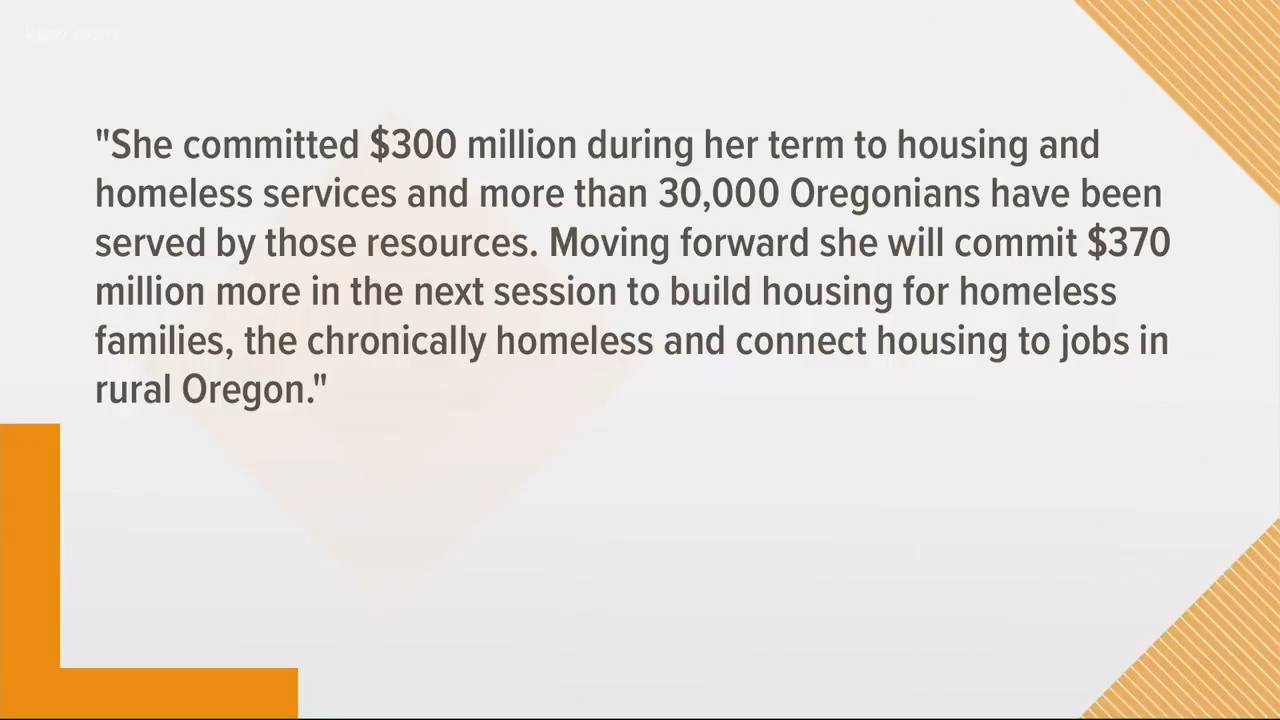 "She committed $300 million during her term to housing and
homeless services and more than 30,000 Oregonians have been
served by those resources. Moving forward she will commit $370
million more in the next session to build housing for homeless
families, the chronically homeless and connect housing to jobs in
rural Oregon."